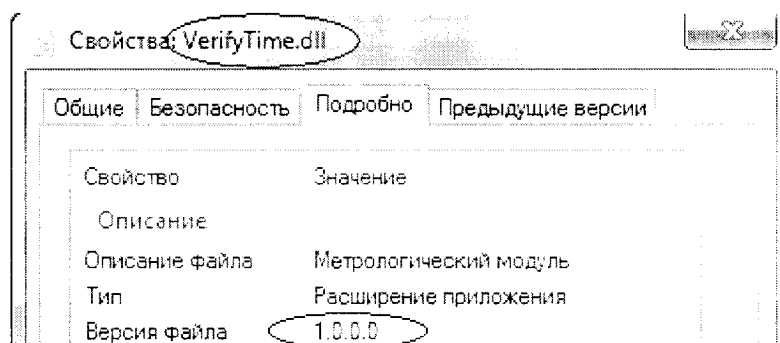 Свойства: VerifyTime.dll
Общие Безопасность Подробно Предыдущие версии
Свойство Значение
Описание
Описание файла Метрологический модуль
Тип Расширение приложения
Версия файла 1.0.0.0